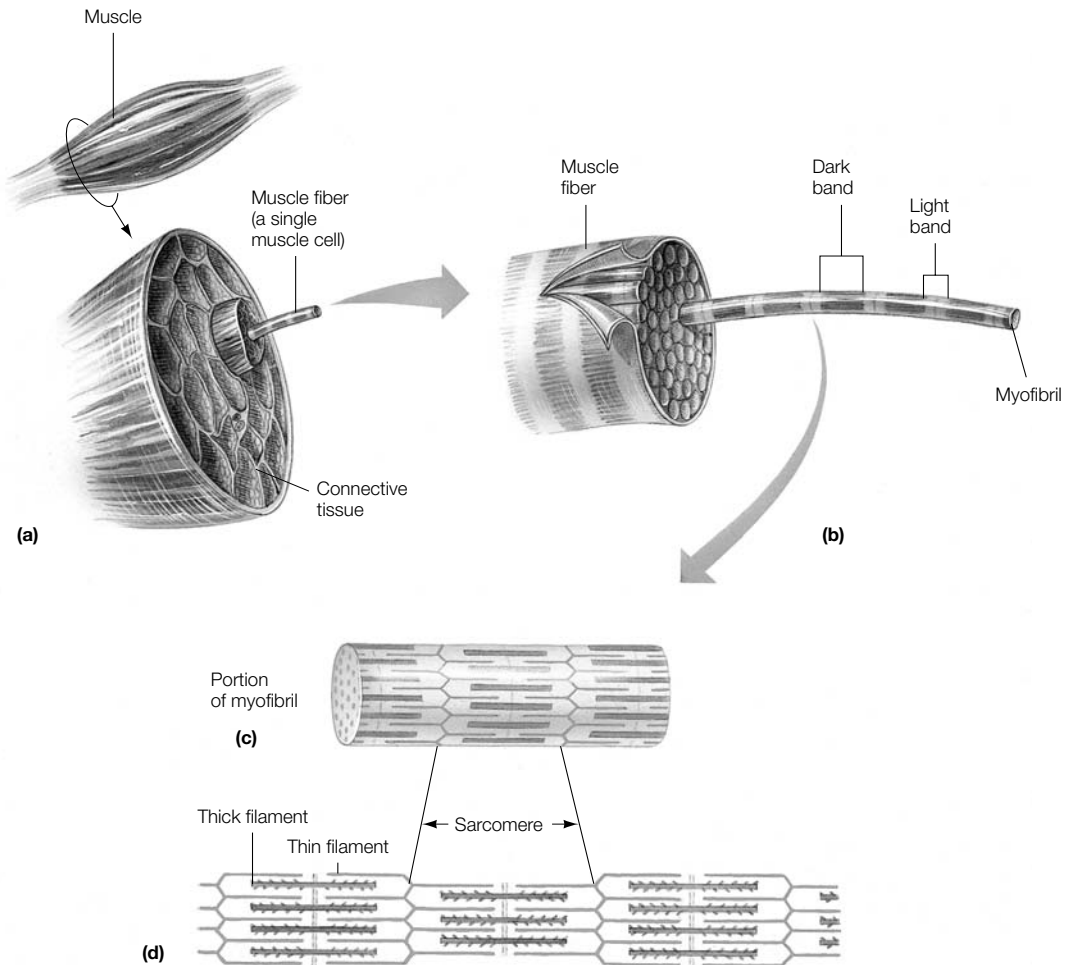 Muscle
Muscle fiber
(a single
muscle cell)
Connective
tissue
(a)
Muscle
fiber
Dark
band
Light
band
Myofibril
(b)
Portion
of myofibril
(c)
Thick filament
Thin filament
Sarcomere
(d)